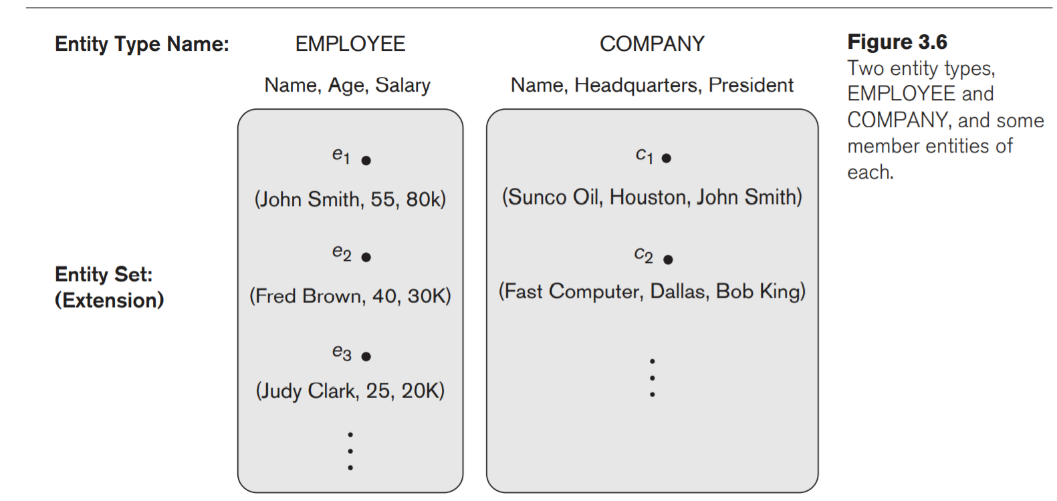 Entity Type Name: EMPLOYEE COMPANY
Name, Age, Salary Name, Headquarters, President
e1 c1
(John Smith, 55, 80k) (Sunco Oil, Houston, John Smith)
e2 c2
Entity Set:
(Extension)
(Fred Brown, 40, 30K) (Fast Computer, Dallas, Bob King)
e3
(Judy Clark, 25, 20K)
Figure 3.6
Two entity types,
EMPLOYEE and
COMPANY, and some
member entities of
each.